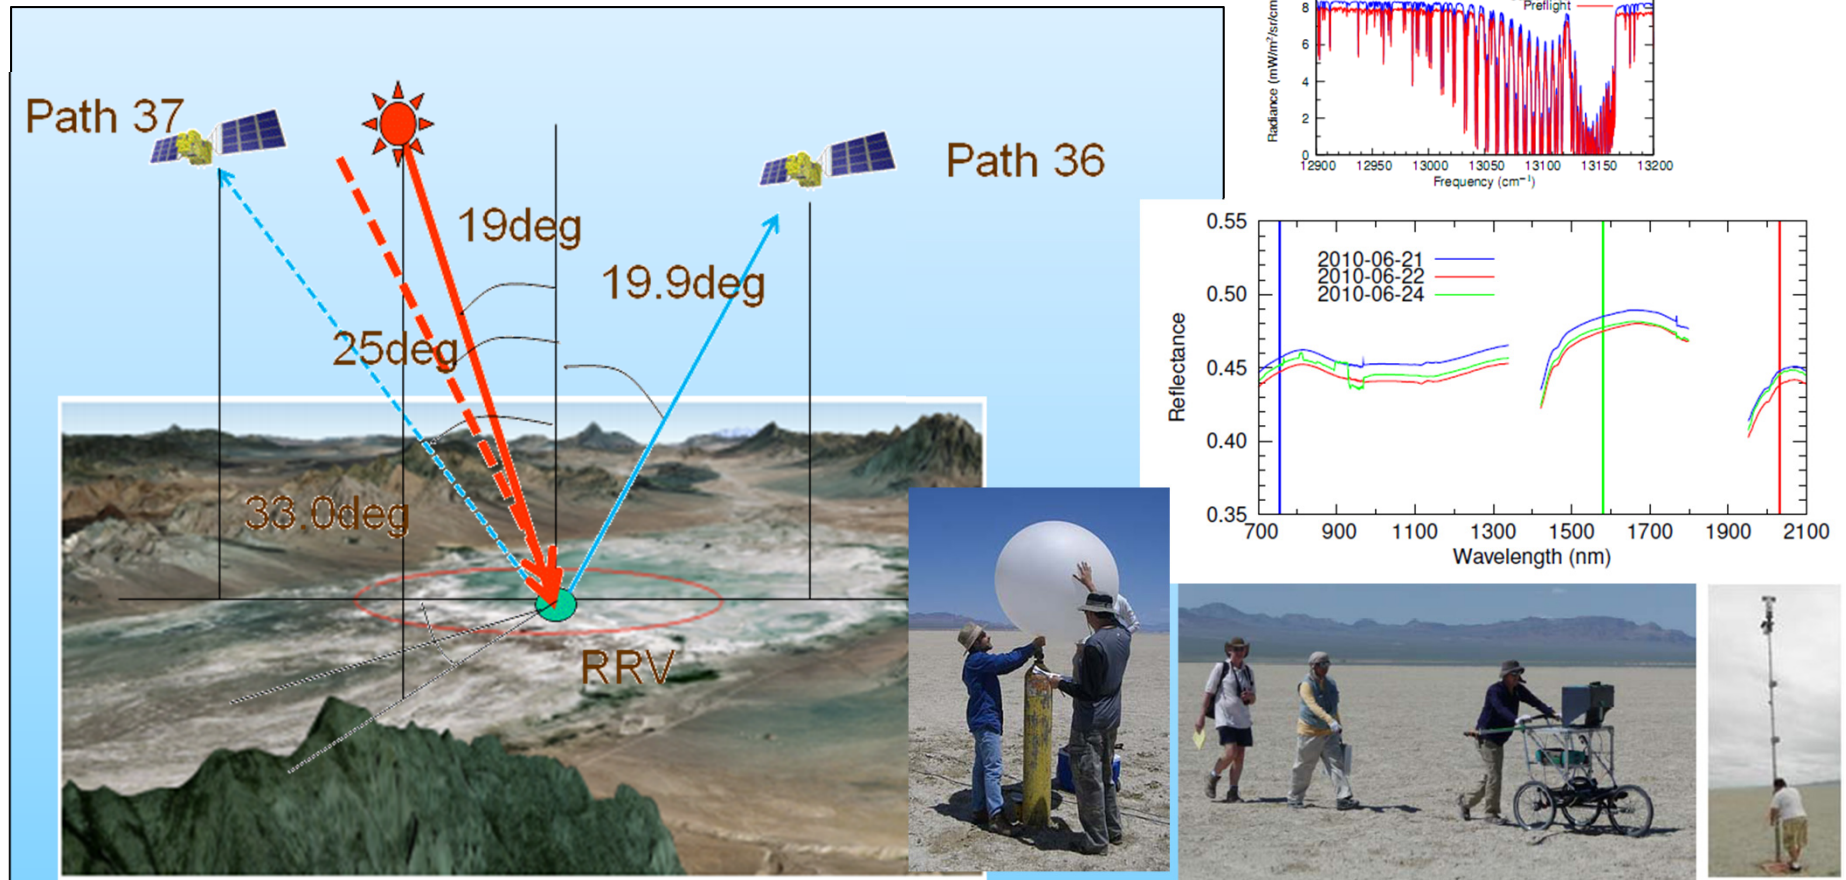 Path 37
Path 36
19deg
19.9deg
25deg
33.0deg
RRV
Preflight
Radiance (mW/m²/sr/cm
8
6
4
2
0
12900 12950 13000 13050 13100 13150 13200
Frequency (cm⁻¹)
0.55
0.50
0.45
0.40
0.35
Reflectance
2010-06-21
2010-06-22
2010-06-24
700 900 1100 1300 1500 1700 1900 2100
Wavelength (nm)